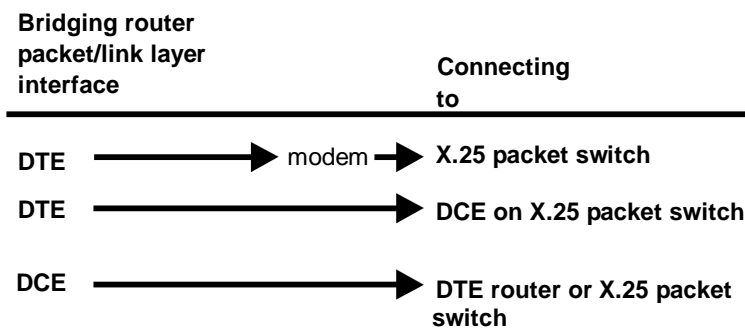 Bridging router
packet/link layer
interface
Connecting
to
DTE modem X.25 packet switch
DTE DCE on X.25 packet switch
DCE DTE router or X.25 packet
switch